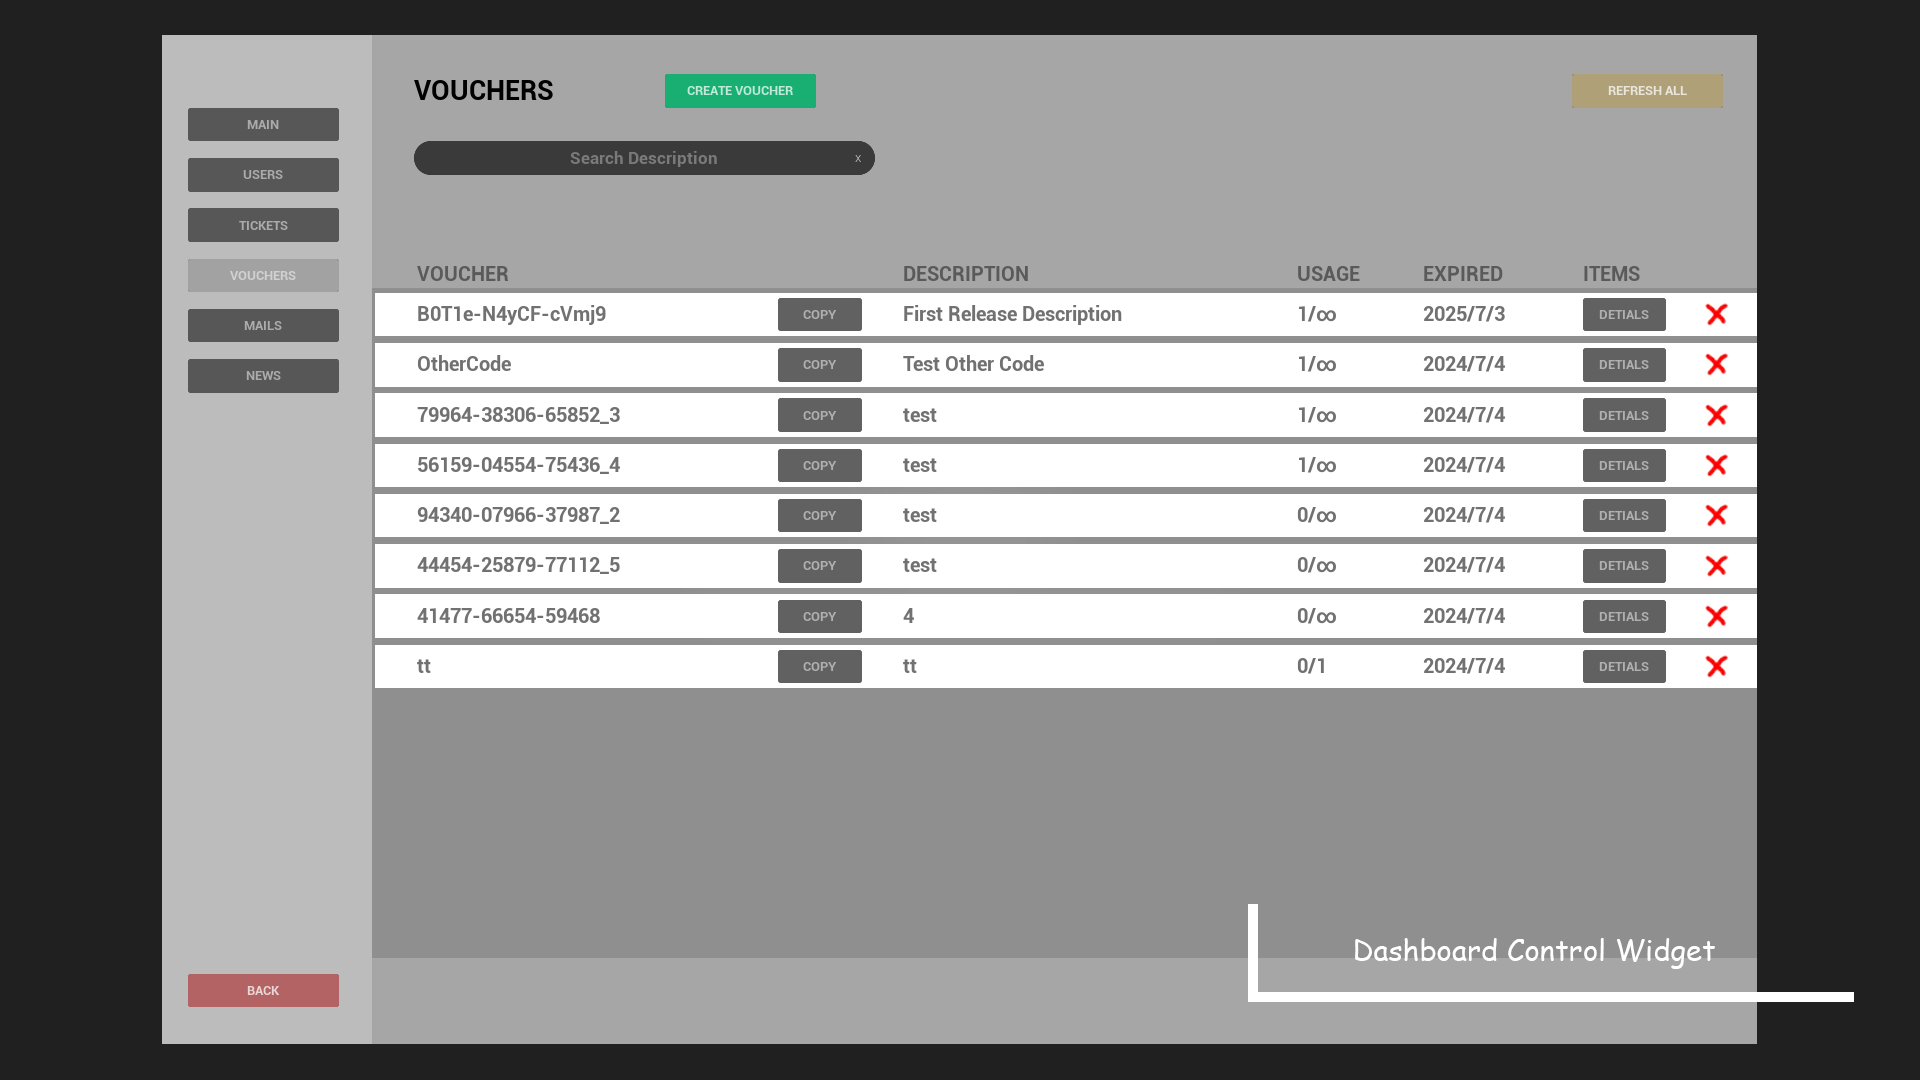 VOUCHERS
CREATE VOUCHER
REFRESH ALL
Search Description x
MAIN
USERS
TICKETS
VOUCHERS
MAILS
NEWS
BACK
VOUCHER DESCRIPTION USAGE EXPIRED ITEMS
B0T1e-N4yCF-cVmj9 COPY First Release Description 1/∞ 2025/7/3 DETIALS
OtherCode COPY Test Other Code 1/∞ 2024/7/4 DETIALS
79964-38306-65852_3 COPY test 1/∞ 2024/7/4 DETIALS
56159-04554-75436_4 COPY test 1/∞ 2024/7/4 DETIALS
94340-07966-37987_2 COPY test 0/∞ 2024/7/4 DETIALS
44454-25879-77112_5 COPY test 0/∞ 2024/7/4 DETIALS
41477-66654-59468 COPY 4 0/∞ 2024/7/4 DETIALS
tt COPY tt 0/1 2024/7/4 DETIALS
Dashboard Control Widget